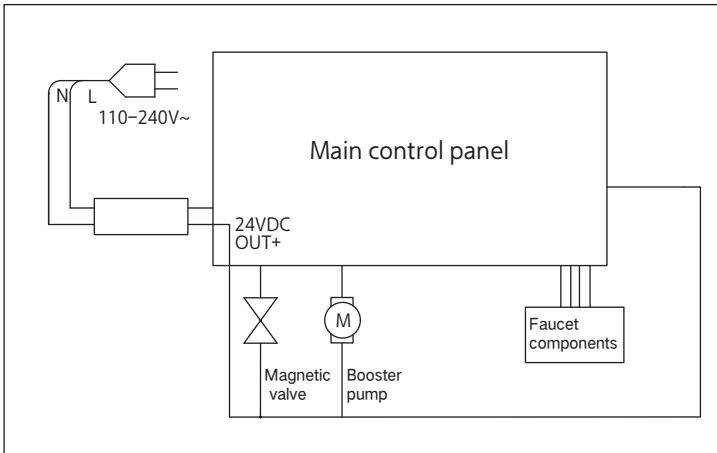 N
L
110-240V~
Main control panel
24VDC
OUT+
M
Magnetic
valve
Booster
pump
Faucet
components